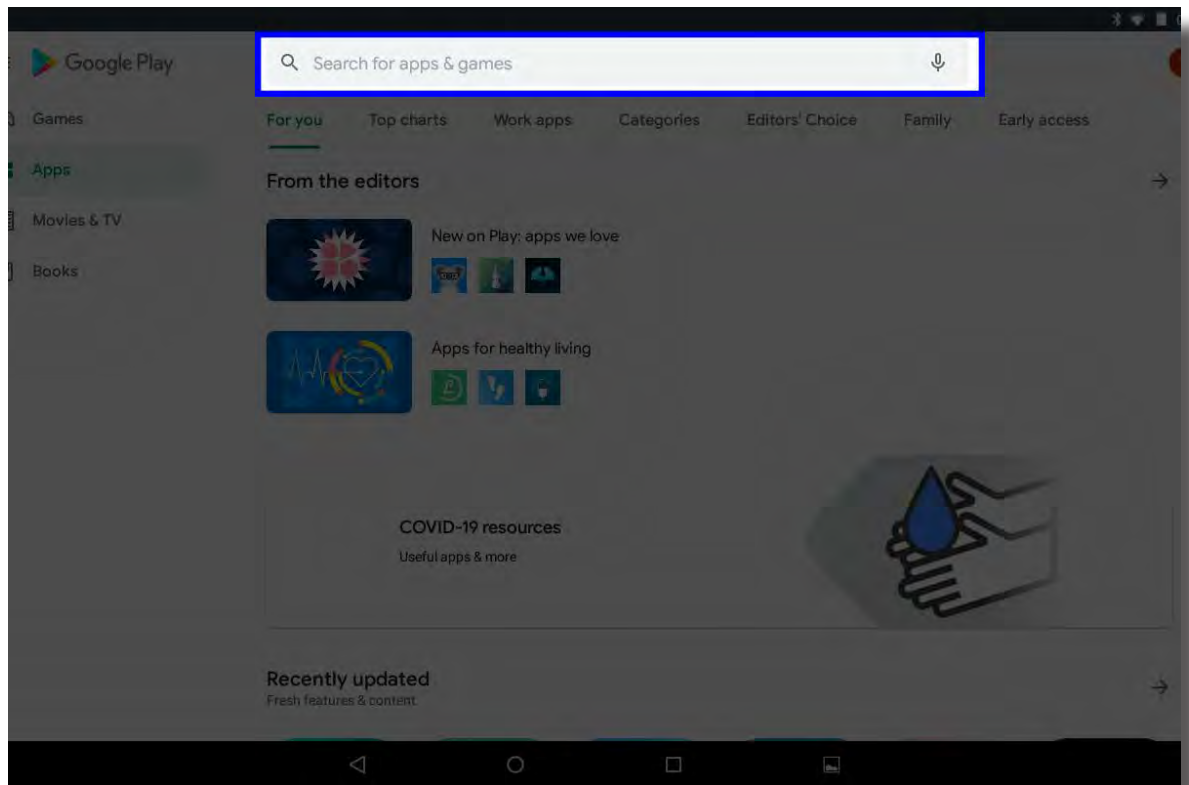 Google Play
Search for apps & games
Games
Apps
Movies & TV
Books
For you Top charts Work apps Categories Editors' Choice Family Early access
From the editors
New on Play: apps we love
Apps for healthy living
COVID-19 resources
Useful apps & more
Recently updated
Fresh features & content